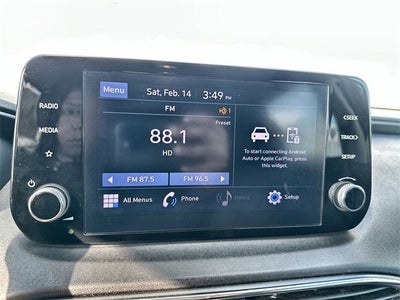 Menu Sat, Feb. 14 3:49 PM
RADIO
MEDIA
FM
HD 1
Preset
88.1
HD
FM 87.5 FM 96.5
To start connecting Android
Auto or Apple CarPlay, press
this widget.
All Menus Phone Media Setup
SEEK
TRACK
SETUP